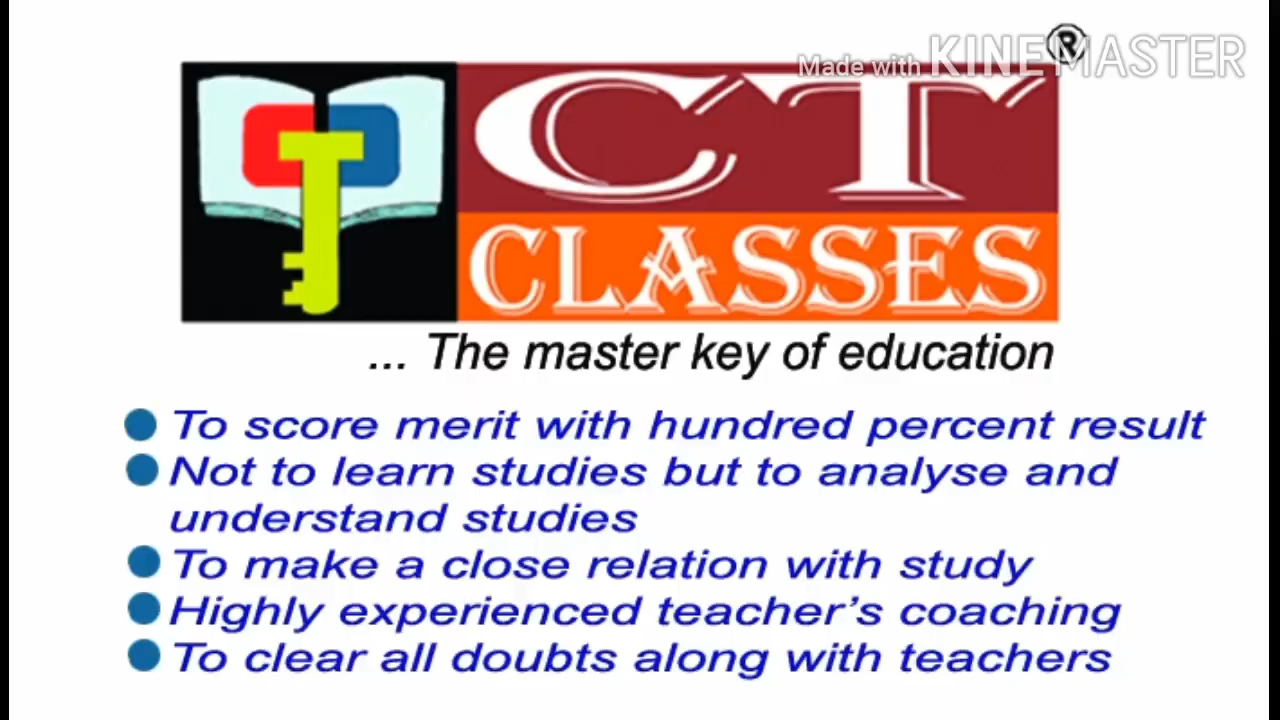 ®
Made with KINEMASTER
CT
CLASSES
... The master key of education
To score merit with hundred percent result
Not to learn studies but to analyse and
understand studies
To make a close relation with study
Highly experienced teacher’s coaching
To clear all doubts along with teachers